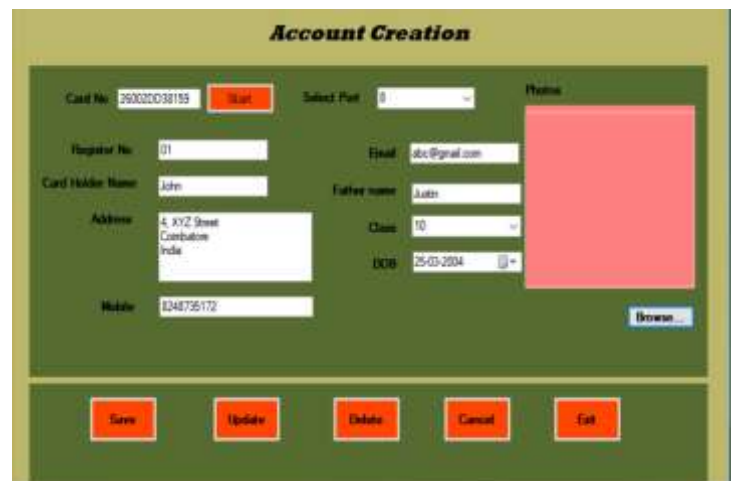 Account Creation
Card No 26002DD38159 Start Select Port 8 Photos
Register No 01 Email abc@gmail.com
Card Holder Name John Father name Justin
Address 4, XYZ Street
Coimbatore
India
Class 10
DOB 25-03-2004
Mobile 8248735172
Browse...
Save Update Delete Cancel Exit